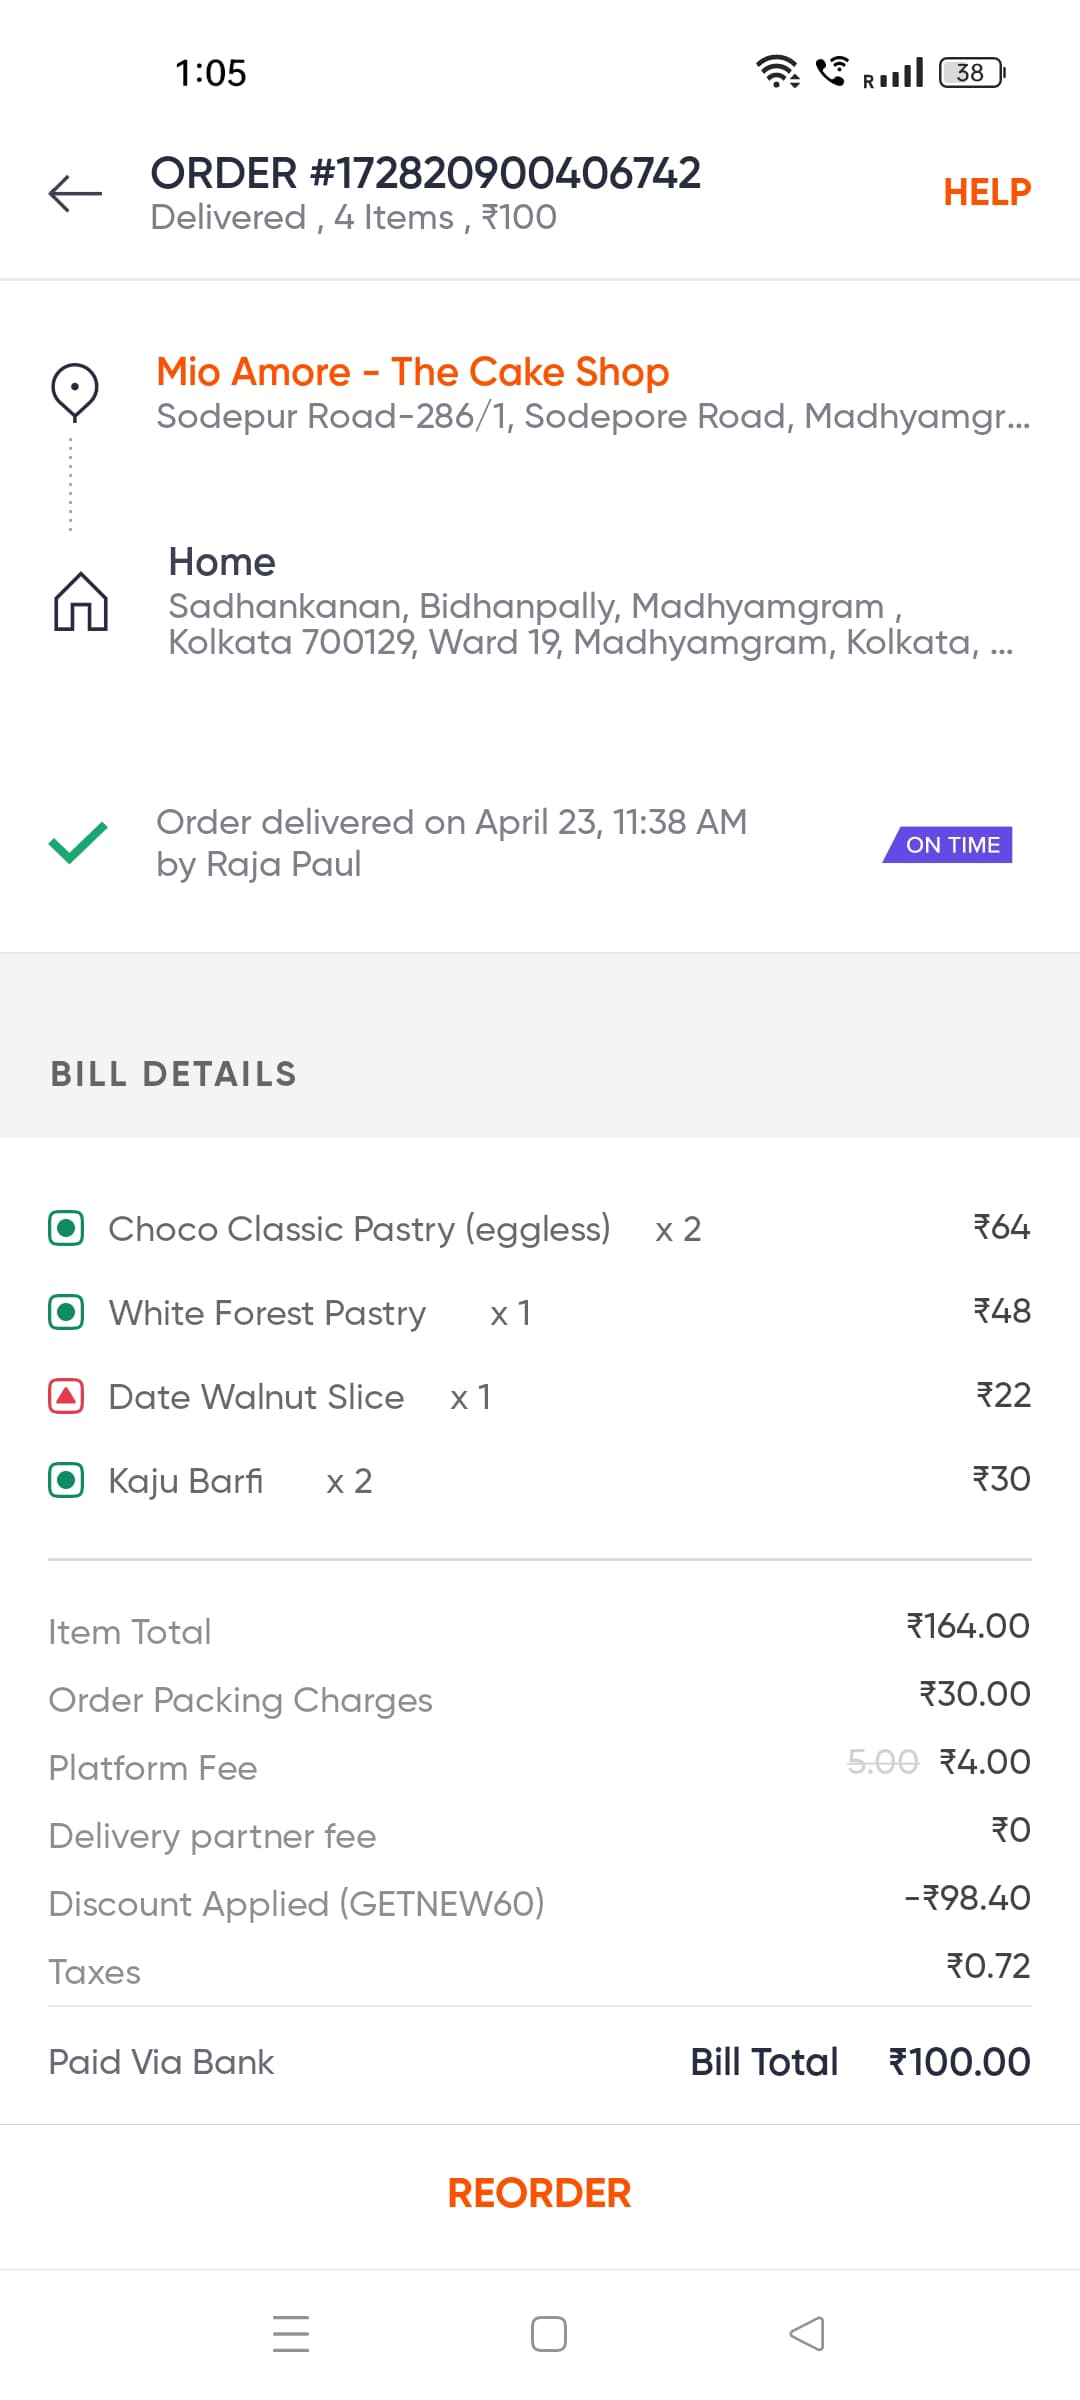 1:05
R
38
ORDER #172820900406742
HELP
Delivered , 4 Items , ₹100
Mio Amore - The Cake Shop
Sodepur Road-286/1, Sodepore Road, Madhyamgr...
Home
Sadhankanan, Bidhanpally, Madhyamgram ,
Kolkata 700129, Ward 19, Madhyamgram, Kolkata, ...
Order delivered on April 23, 11:38 AM
by Raja Paul
ON TIME
BILL DETAILS
Choco Classic Pastry (eggless) x 2 ₹64
White Forest Pastry x 1 ₹48
Date Walnut Slice x 1 ₹22
Kaju Barfi x 2 ₹30
Item Total ₹164.00
Order Packing Charges ₹30.00
Platform Fee 5.00 ₹4.00
Delivery partner fee ₹0
Discount Applied (GETNEW60) -₹98.40
Taxes ₹0.72
Paid Via Bank Bill Total ₹100.00
REORDER